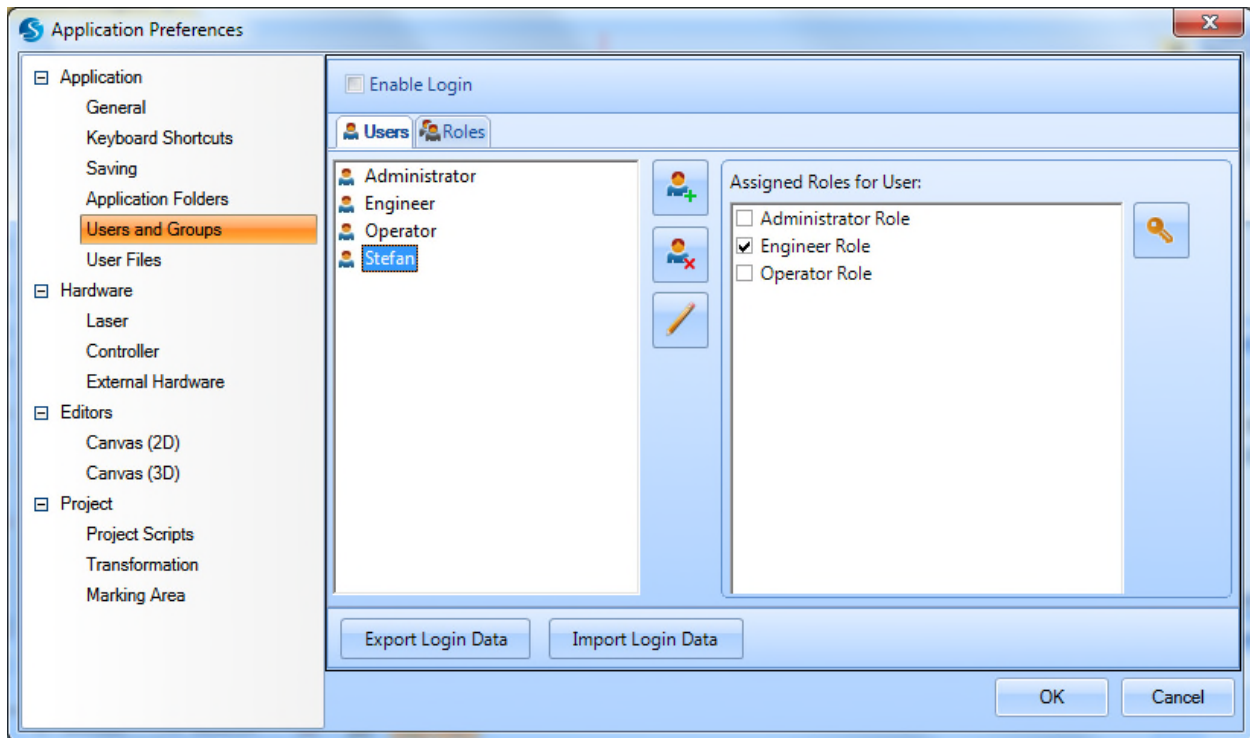 Application Preferences
Application
General
Keyboard Shortcuts
Saving
Application Folders
Users and Groups
User Files
Hardware
Laser
Controller
External Hardware
Editors
Canvas (2D)
Canvas (3D)
Project
Project Scripts
Transformation
Marking Area
Enable Login
Users Roles
Administrator
Engineer
Operator
Stefan
Assigned Roles for User:
Administrator Role
Engineer Role
Operator Role
Export Login Data Import Login Data
OK Cancel